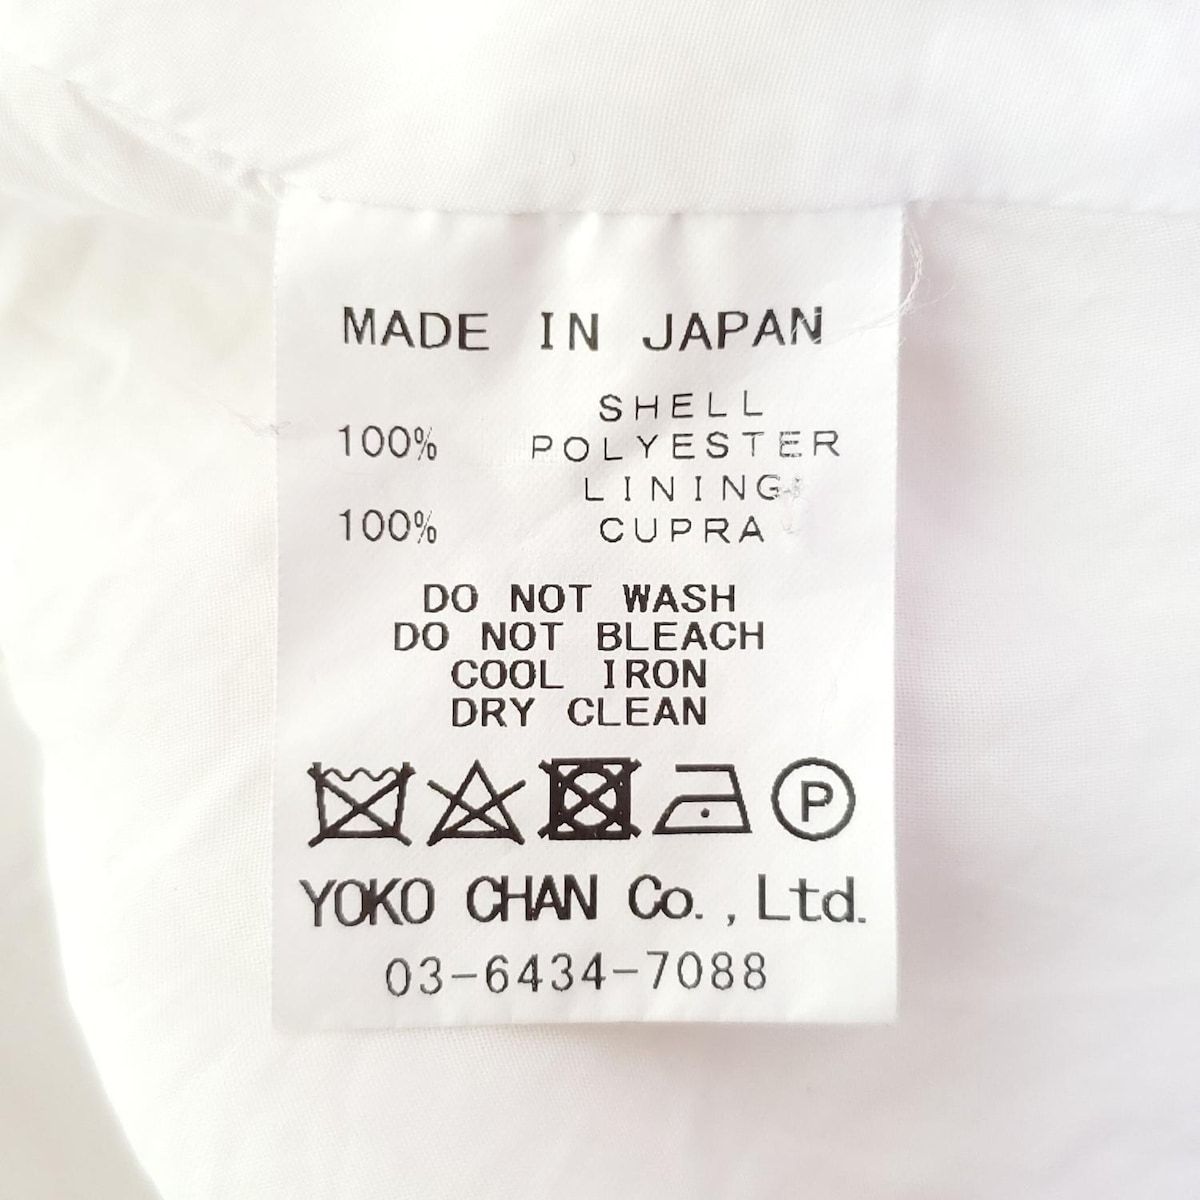 MADE IN JAPAN
SHELL
100% POLYESTER
LINING
100% CUPRA
DO NOT WASH
DO NOT BLEACH
COOL IRON
DRY CLEAN
P
YOKO CHAN Co., Ltd.
03-6434-7088